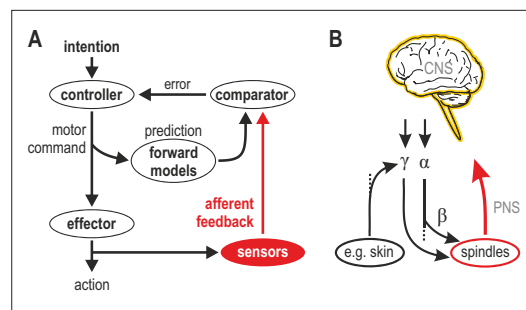 A
intention
controller
error
comparator
motor
command
prediction
forward
models
afferent
feedback
effector
sensors
action
B
CNS
γ α
β
PNS
e.g. skin
spindles